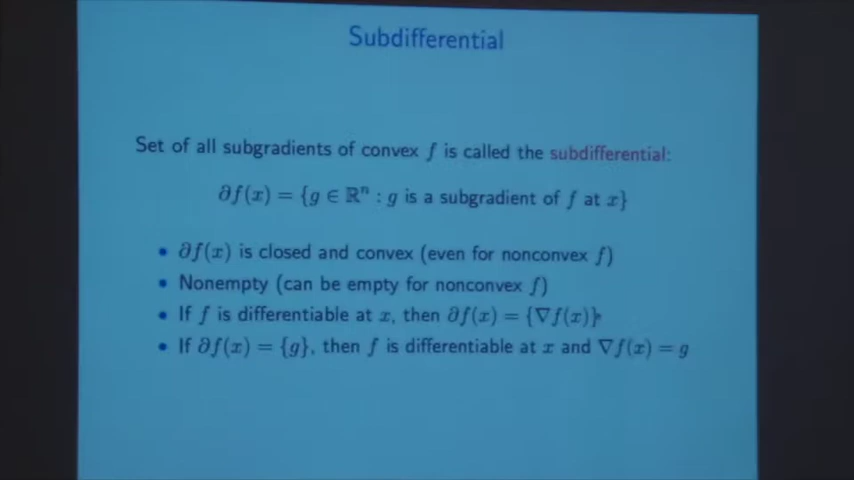 Subdifferential
Set of all subgradients of convex f is called the subdifferential:
∂f(x) = {g ∈ ℝⁿ : g is a subgradient of f at x}
• ∂f(x) is closed and convex (even for nonconvex f)
• Nonempty (can be empty for nonconvex f)
• If f is differentiable at x, then ∂f(x) = {∇f(x)}
• If ∂f(x) = {g}, then f is differentiable at x and ∇f(x) = g